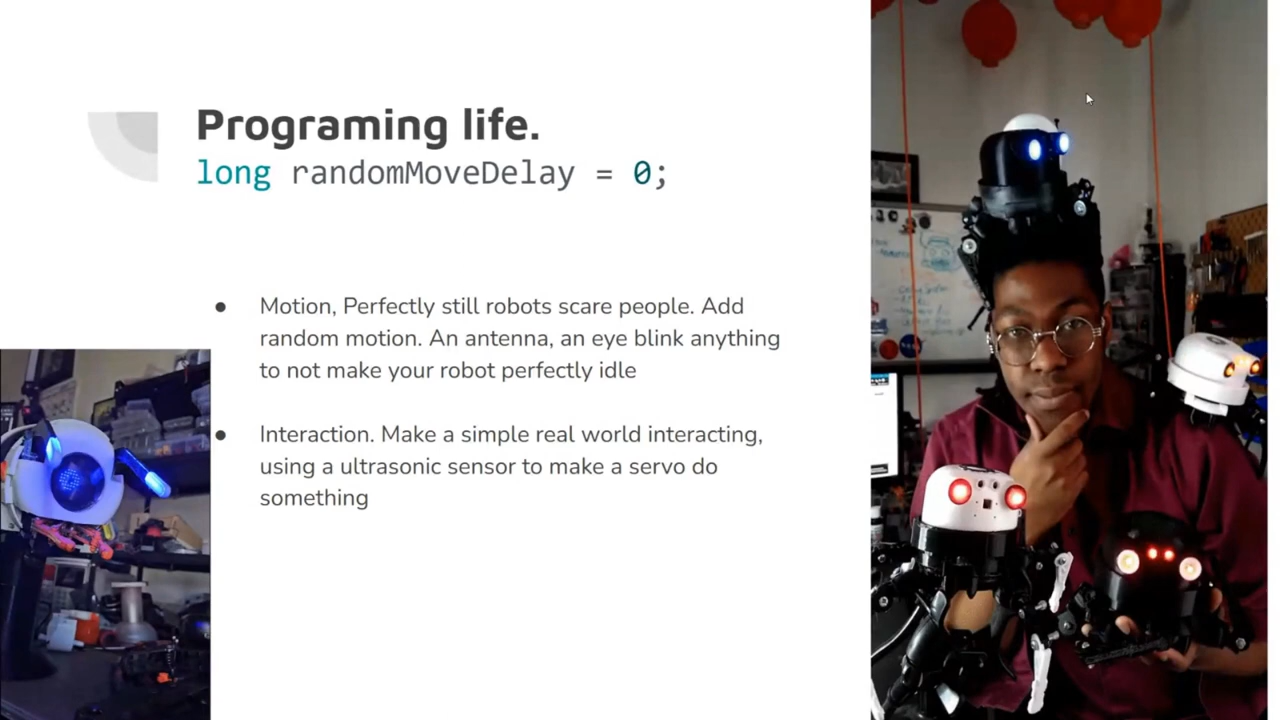 Programing life.
long randomMoveDelay = 0;
● Motion, Perfectly still robots scare people. Add
random motion. An antenna, an eye blink anything
to not make your robot perfectly idle
● Interaction. Make a simple real world interacting,
using a ultrasonic sensor to make a servo do
something